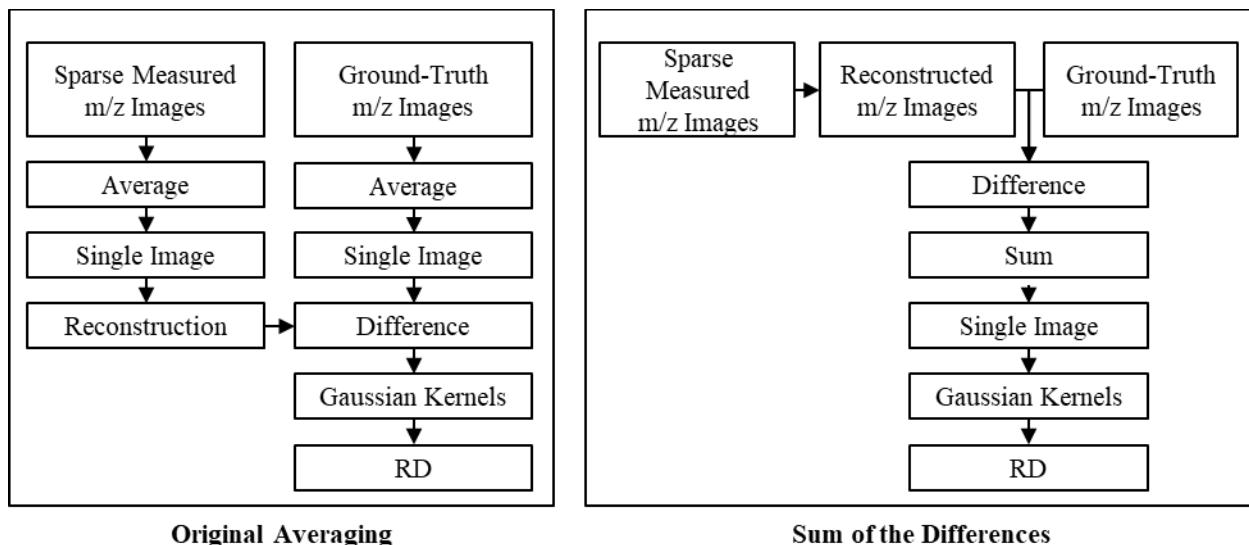 Sparse Measured
m/z Images
Ground-Truth
m/z Images
Average
Average
Single Image
Single Image
Reconstruction
Difference
Gaussian Kernels
RD
Original Averaging
Sparse
Measured
m/z Images
Reconstructed
m/z Images
Ground-Truth
m/z Images
Difference
Sum
Single Image
Gaussian Kernels
RD
Sum of the Differences